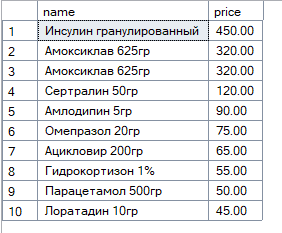 name price
1 Инсулин гранулированный 450.00
2 Амоксиклав 625гр 320.00
3 Амоксиклав 625гр 320.00
4 Сертралин 50гр 120.00
5 Амлодипин 5гр 90.00
6 Омепразол 20гр 75.00
7 Ацикловир 200гр 65.00
8 Гидрокортизон 1% 55.00
9 Парацетамол 500гр 50.00
10 Лоратадин 10гр 45.00